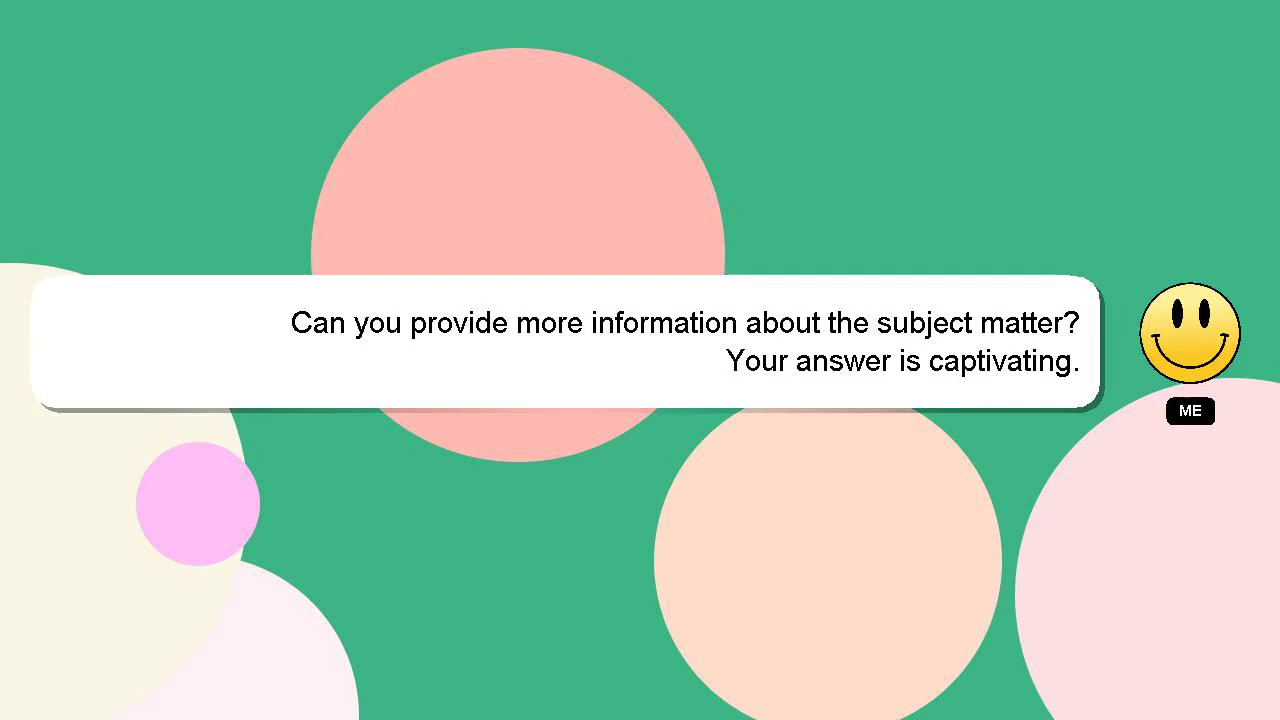 Can you provide more information about the subject matter?
Your answer is captivating.
ME